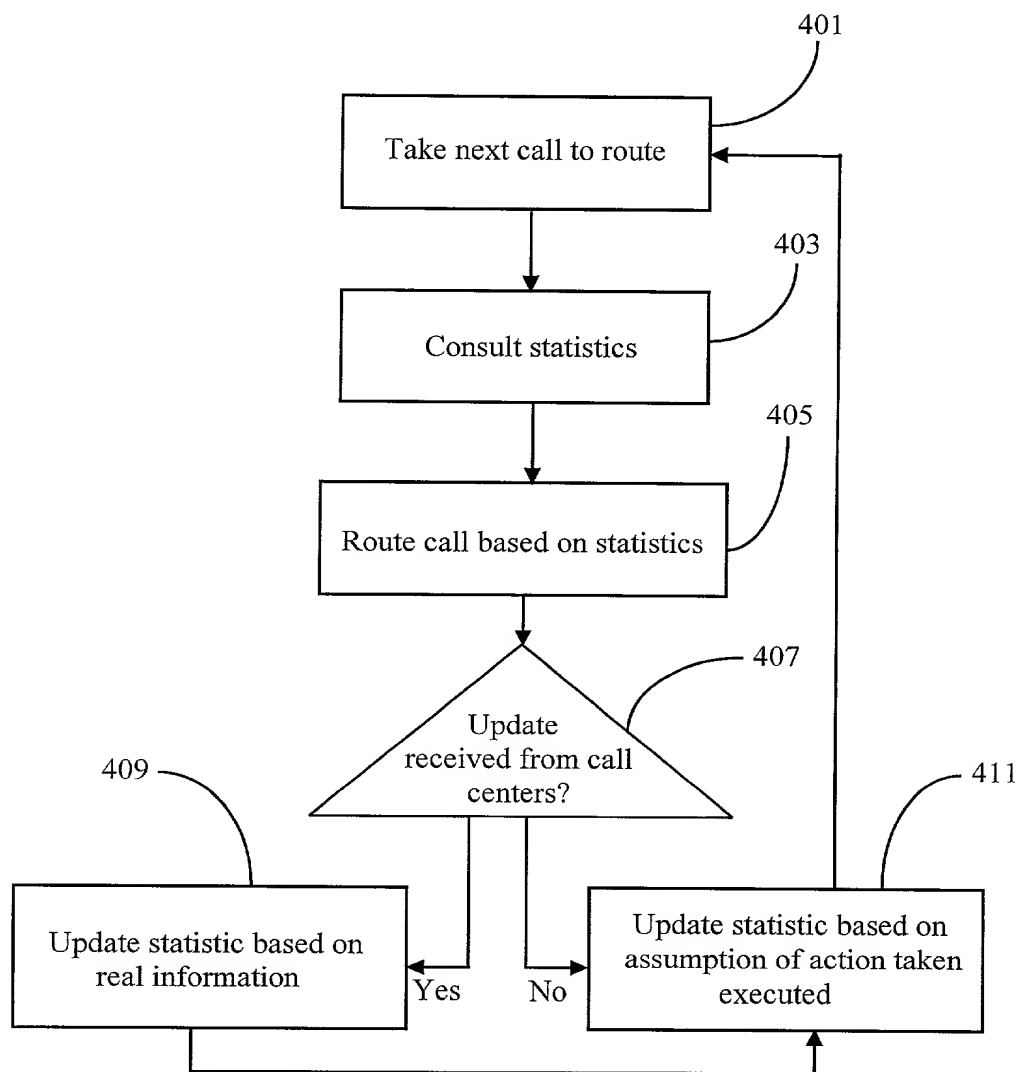 401
Take next call to route
403
Consult statistics
405
Route call based on statistics
407
Update
received from call
centers?
409
411
Update statistic based on
real information
Update statistic based on
assumption of action taken
executed
Yes
No